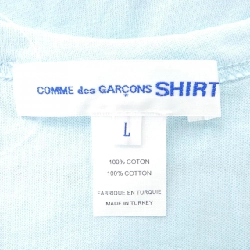 COMME des GARÇONS SHIRT
L
100% COTON
100% COTTON
FABRIQUE EN TURQUIE
MADE IN TURKEY